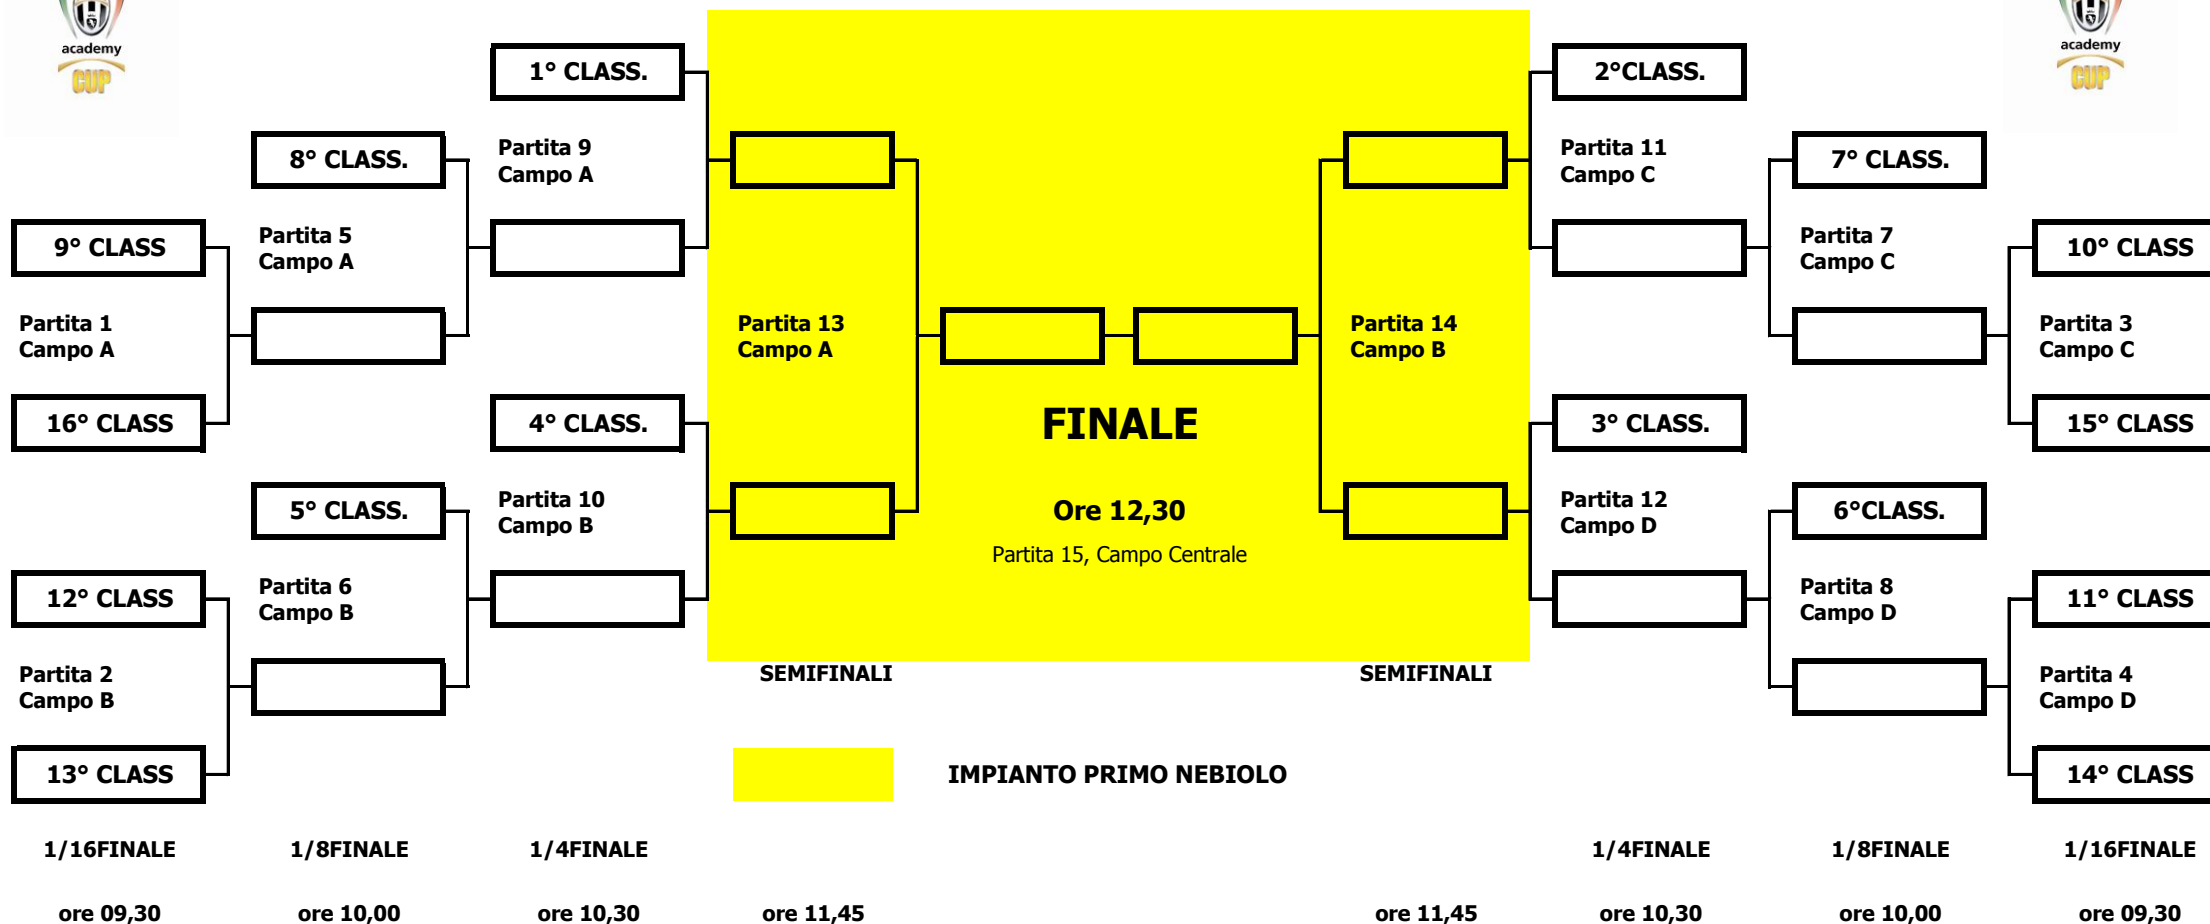 academy
CUP
academy
CUP
1° CLASS.
2°CLASS.
8° CLASS.
Partita 9
Campo A
Partita 11
Campo C
7° CLASS.
9° CLASS
Partita 5
Campo A
Partita 7
Campo C
10° CLASS
Partita 1
Campo A
Partita 13
Campo A
Partita 14
Campo B
Partita 3
Campo C
16° CLASS
4° CLASS.
FINALE
3° CLASS.
15° CLASS
5° CLASS.
Partita 10
Campo B
Ore 12,30
Partita 15, Campo Centrale
Partita 12
Campo D
6°CLASS.
12° CLASS
Partita 6
Campo B
Partita 8
Campo D
11° CLASS
Partita 2
Campo B
SEMIFINALI
SEMIFINALI
Partita 4
Campo D
13° CLASS
IMPIANTO PRIMO NEBIOLO
14° CLASS
1/16FINALE
1/8FINALE
1/4FINALE
1/4FINALE
1/8FINALE
1/16FINALE
ore 09,30
ore 10,00
ore 10,30
ore 11,45
ore 11,45
ore 10,30
ore 10,00
ore 09,30